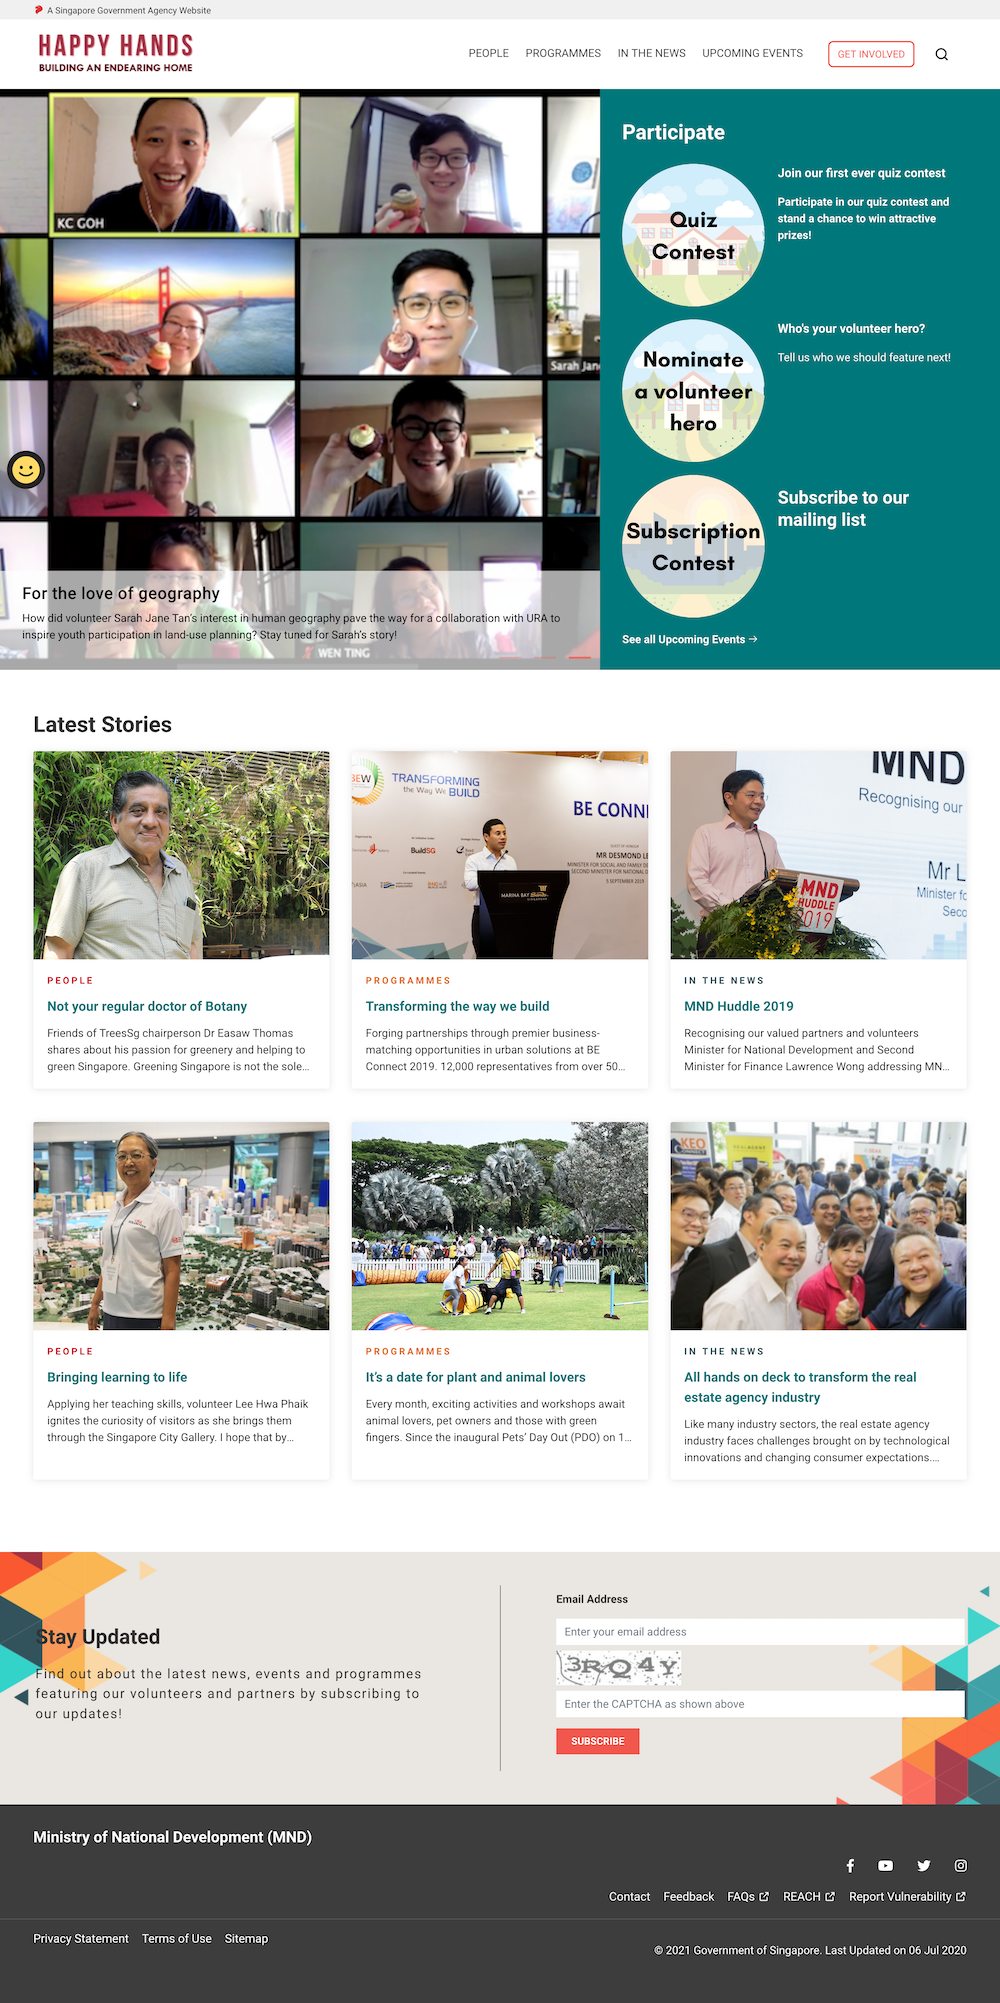 A Singapore Government Agency Website
HAPPY HANDS
BUILDING AN ENDEARING HOME
PEOPLE
PROGRAMMES
IN THE NEWS
UPCOMING EVENTS
GET INVOLVED
KC GOH
Sarah Jane
WEN TING
For the love of geography
How did volunteer Sarah Jane Tan's interest in human geography pave the way for a collaboration with URA to
inspire youth participation in land-use planning? Stay tuned for Sarah's story!
Participate
Quiz
Contest
Join our first ever quiz contest
Participate in our quiz contest and
stand a chance to win attractive
prizes!
Nominate
a volunteer
hero
Who's your volunteer hero?
Tell us who we should feature next!
Subscription
Contest
Subscribe to our
mailing list
See all Upcoming Events →
Latest Stories
PEOPLE
Not your regular doctor of Botany
Friends of TreesSg chairperson Dr Easaw Thomas
shares about his passion for greenery and helping to
green Singapore. Greening Singapore is not the sole...
BEW
TRANSFORMING
the Way We BUILD
BE CONN
BuildSG
MR DESMOND LE
MINISTER FOR SOCIAL AND FAMILY DE
SECOND MINISTER FOR NATIONAL D
5 SEPTEMBER 2019
MARINA BAY Sands
SINGAPORE
PROGRAMMES
Transforming the way we build
Forging partnerships through premier business-
matching opportunities in urban solutions at BE
Connect 2019. 12,000 representatives from over 50...
MND
Recognising our
Mr L
Minister fo
Seco
MND
HUDDLE
2019
IN THE NEWS
MND Huddle 2019
Recognising our valued partners and volunteers
Minister for National Development and Second
Minister for Finance Lawrence Wong addressing MN...
PEOPLE
Bringing learning to life
Applying her teaching skills, volunteer Lee Hwa Phaik
ignites the curiosity of visitors as she brings them
through the Singapore City Gallery. I hope that by...
PROGRAMMES
It's a date for plant and animal lovers
Every month, exciting activities and workshops await
animal lovers, pet owners and those with green
fingers. Since the inaugural Pets' Day Out (PDO) on 1...
KEO
IN THE NEWS
All hands on deck to transform the real
estate agency industry
Like many industry sectors, the real estate agency
industry faces challenges brought on by technological
innovations and changing consumer expectations....
Stay Updated
Find out about the latest news, events and programmes
featuring our volunteers and partners by subscribing to
our updates!
Email Address
Enter your email address
3RQ4Y
Enter the CAPTCHA as shown above
SUBSCRIBE
Ministry of National Development (MND)
Contact
Feedback
FAQs
REACH
Report Vulnerability
Privacy Statement
Terms of Use
Sitemap
© 2021 Government of Singapore. Last Updated on 06 Jul 2020